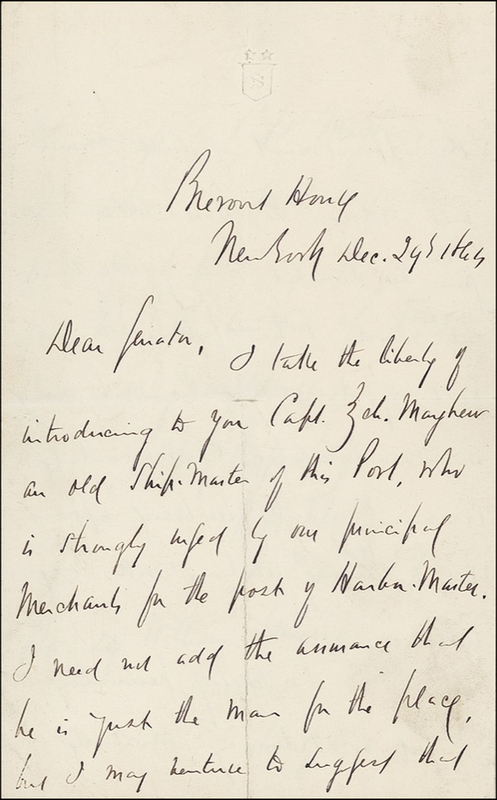 Brevoort House
New York Dec. 29th 1864
Dear Senator,
I take the liberty of
introducing to you Capt. Zch. Mayhew
an old Ship-Master of this Port, who
is strongly urged by our principal
Merchants for the post of Harbor-Master.
I need not add the assurance that
he is just the man for the place,
but I may venture to suggest that